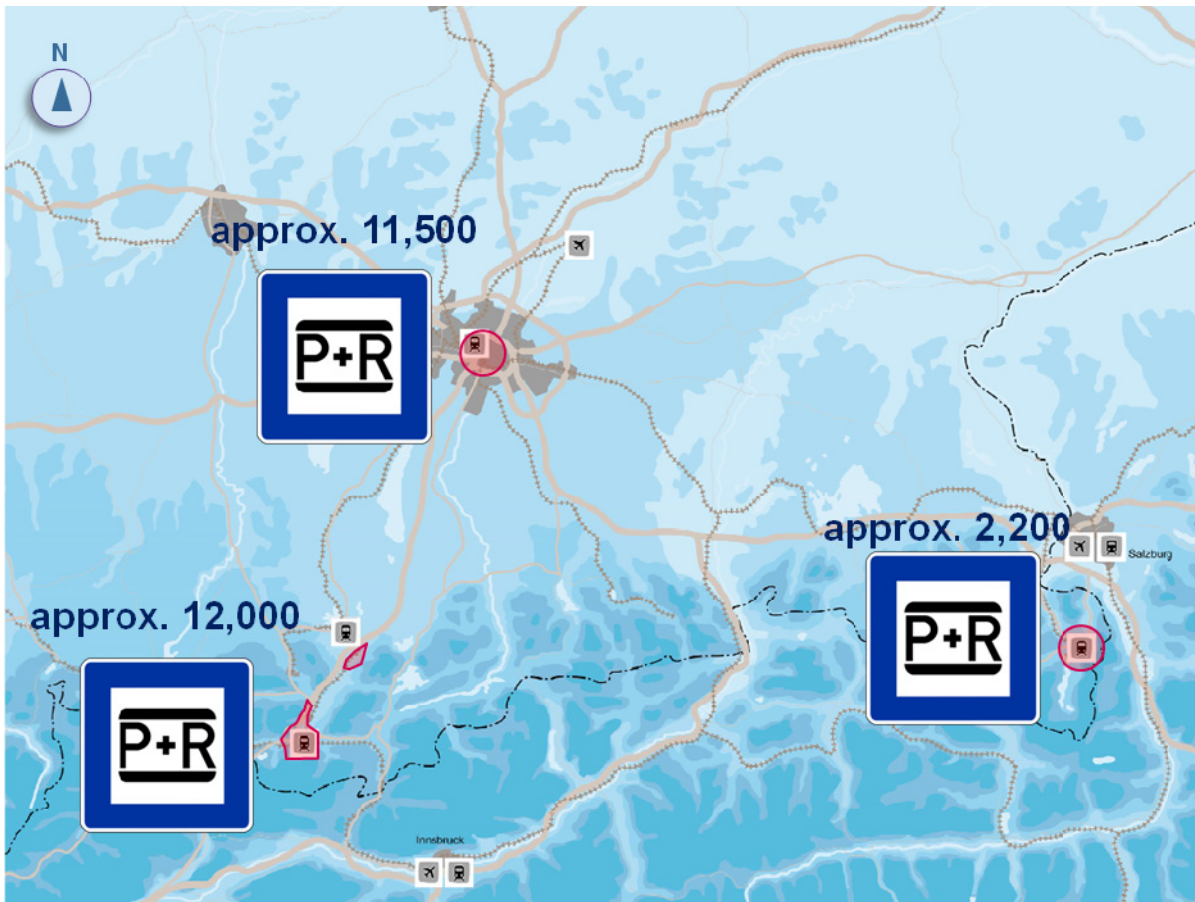 N
approx. 11,500
P+R
approx. 2,200
Salzburg
P+R
approx. 12,000
P+R
Innsbruck